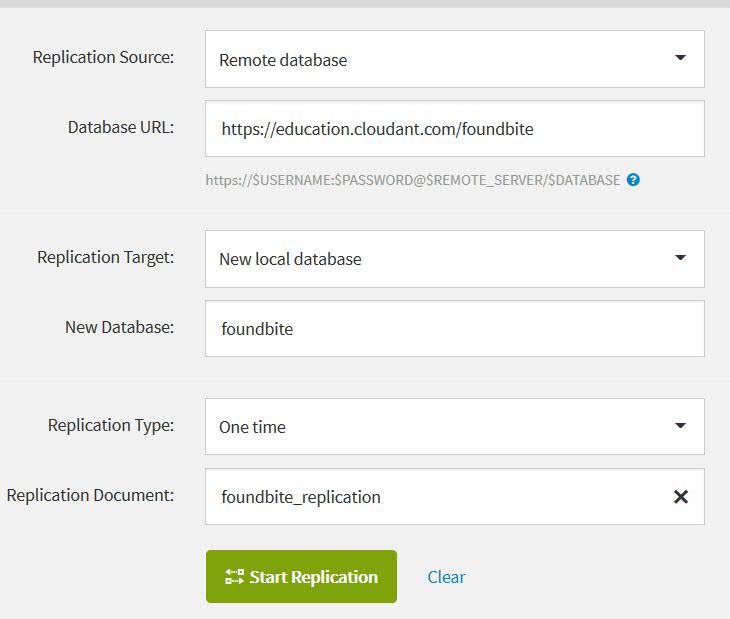 Replication Source: Remote database
Database URL: https://education.cloudant.com/foundbite
https://$USERNAME:$PASSWORD@$REMOTE_SERVER/$DATABASE ?
Replication Target: New local database
New Database: foundbite
Replication Type: One time
Replication Document: foundbite_replication
Start Replication Clear